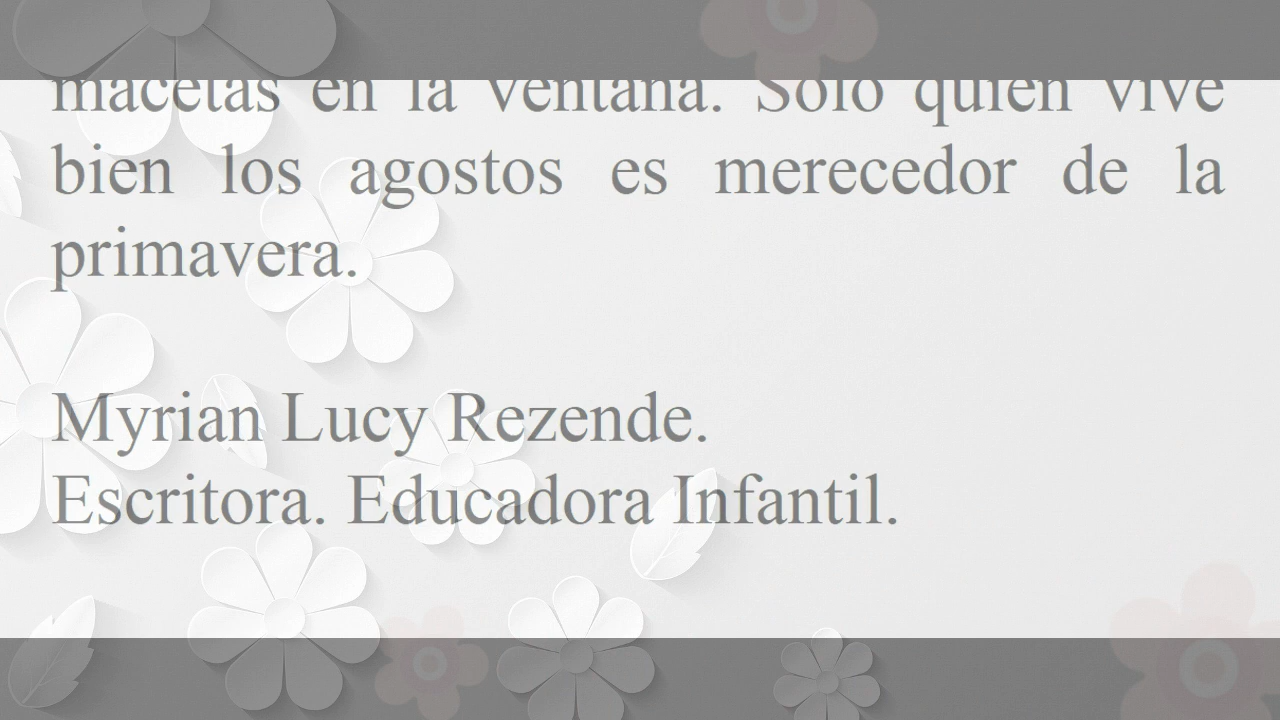 macetas en la ventana. Solo quien vive
bien los agostos es merecedor de la
primavera.
Myrian Lucy Rezende.
Escritora. Educadora Infantil.